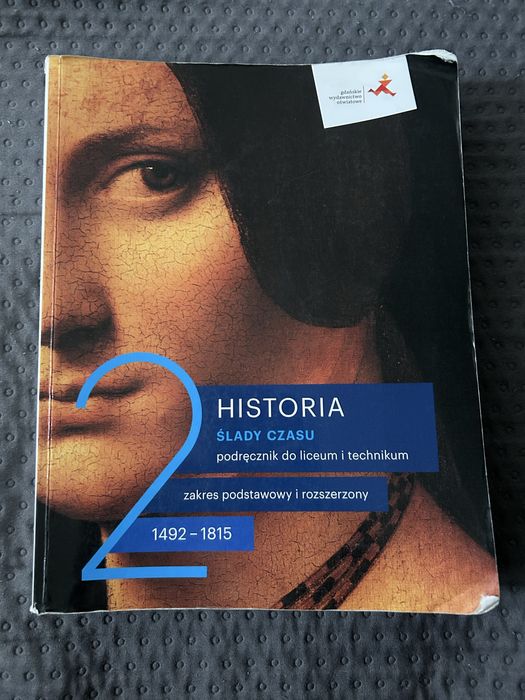 gdańskie
wydawnictwo
oświatowe
2
HISTORIA
ŚLADY CZASU
podręcznik do liceum i technikum
zakres podstawowy i rozszerzony
1492 – 1815